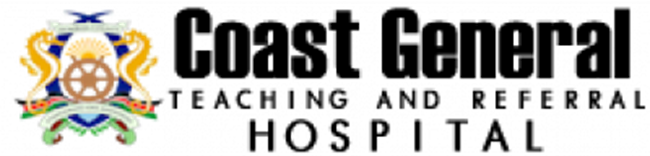 Coast General
TEACHING AND REFERRAL
HOSPITAL